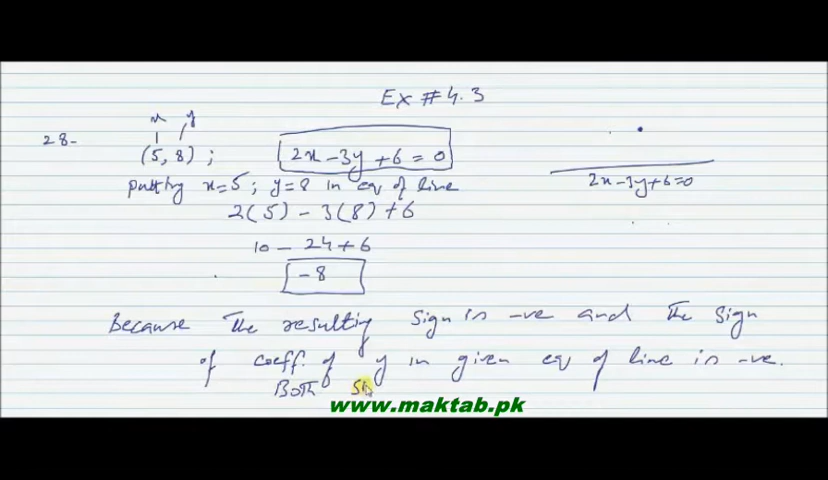 Ex # 4.3
x y
28-
(5, 8) ; 2x - 3y + 6 = 0
putting x=5 ; y=8 in eq of line
2x-3y+6=0
2(5) - 3(8) + 6
10 - 24 + 6
-8
Because The resulting sign is -ve and The sign
of coeff. of y in given eq of line is -ve.
Both si
www.maktab.pk